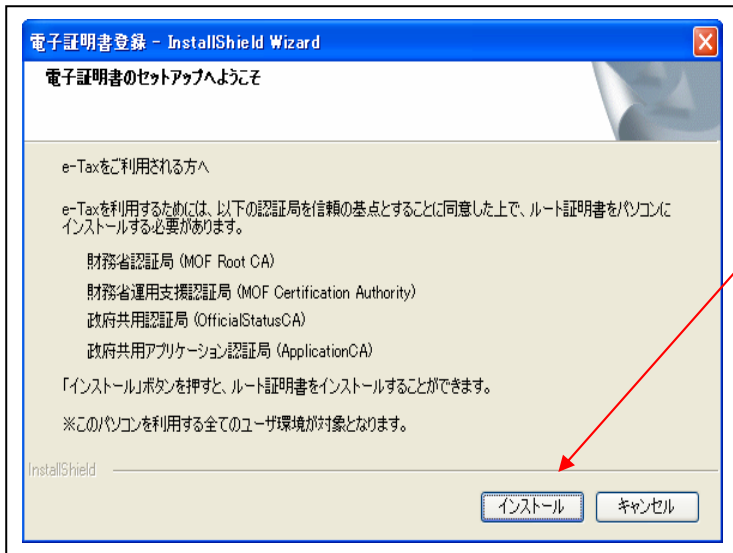 電子証明書登録 - InstallShield Wizard
電子証明書のセットアップへようこそ
e-Taxをご利用される方へ
e-Taxを利用するためには、以下の認証局を信頼の基点とすることに同意した上で、ルート証明書をパソコンに
インストールする必要があります。
財務省認証局 (MOF Root CA)
財務省運用支援認証局 (MOF Certification Authority)
政府共用認証局 (OfficialStatusCA)
政府共用アプリケーション認証局 (ApplicationCA)
「インストール」ボタンを押すと、ルート証明書をインストールすることができます。
※このパソコンを利用する全てのユーザ環境が対象となります。
InstallShield
インストール キャンセル